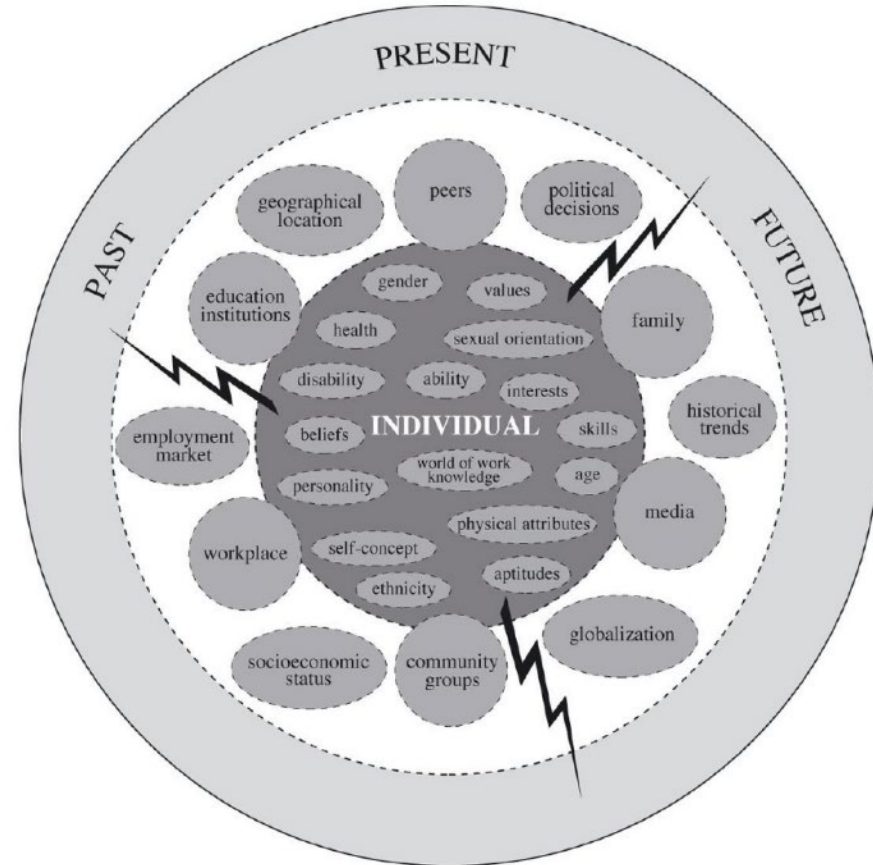 PRESENT
PAST
FUTURE
peers
political
decisions
geographical
location
education
institutions
family
gender
values
health
sexual orientation
disability
ability
interests
historical
trends
employment
market
beliefs
INDIVIDUAL
skills
world of work
knowledge
age
personality
media
physical attributes
workplace
self-concept
aptitudes
ethnicity
globalization
socioeconomic
status
community
groups